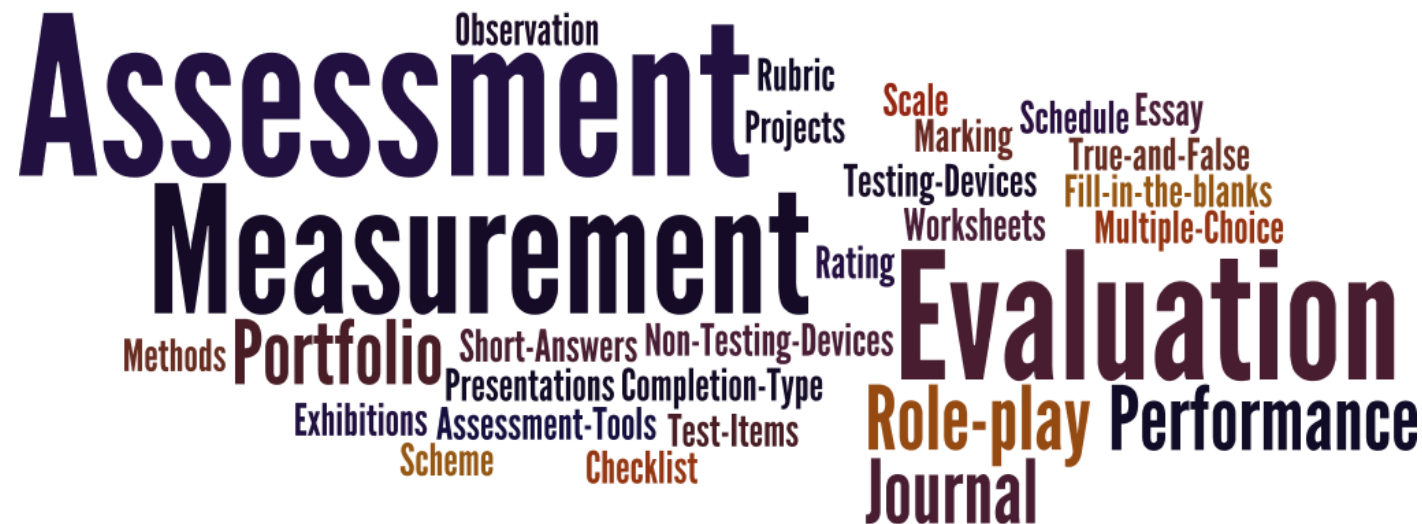 Observation
Assessment
Rubric
Projects
Scale
Marking
Schedule
Essay
True-and-False
Testing-Devices
Fill-in-the-blanks
Worksheets
Multiple-Choice
Measurement
Rating
Evaluation
Methods
Portfolio
Short-Answers
Non-Testing-Devices
Presentations
Completion-Type
Exhibitions
Assessment-Tools
Test-Items
Role-play
Performance
Scheme
Checklist
Journal